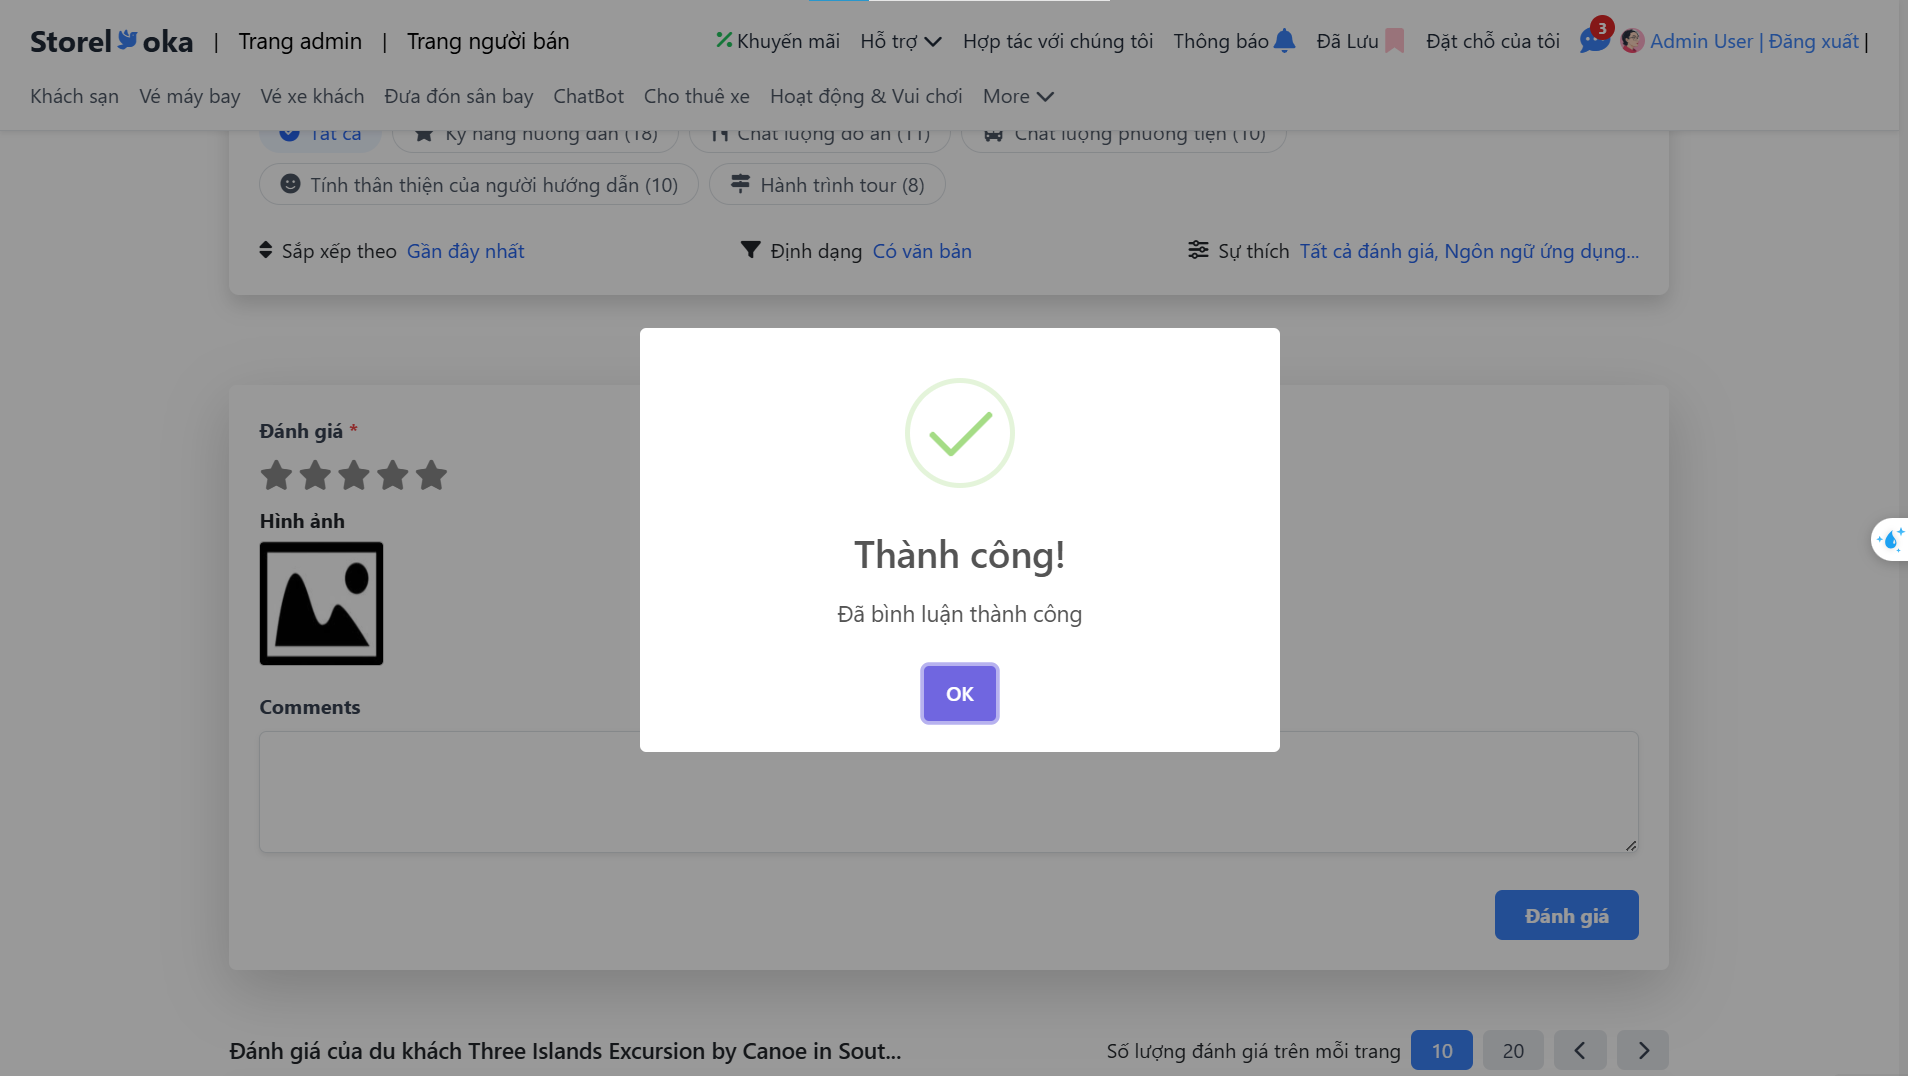 Storel oka | Trang admin | Trang người bán
Khuyến mãi Hỗ trợ Hợp tác với chúng tôi Thông báo Đã Lưu Đặt chỗ của tôi 3 Admin User | Đăng xuất |
Khách sạn Vé máy bay Vé xe khách Đưa đón sân bay ChatBot Cho thuê xe Hoạt động & Vui chơi More
Tất cả Kỹ năng hướng dẫn (18) Chất lượng đồ ăn (11) Chất lượng phương tiện (10)
Tính thân thiện của người hướng dẫn (10) Hành trình tour (8)
Sắp xếp theo Gần đây nhất Định dạng Có văn bản Sự thích Tất cả đánh giá, Ngôn ngữ ứng dụng...
Đánh giá *
Hình ảnh
Thành công!
Đã bình luận thành công
OK
Comments
Đánh giá
Đánh giá của du khách Three Islands Excursion by Canoe in Sout...
Số lượng đánh giá trên mỗi trang 10 20